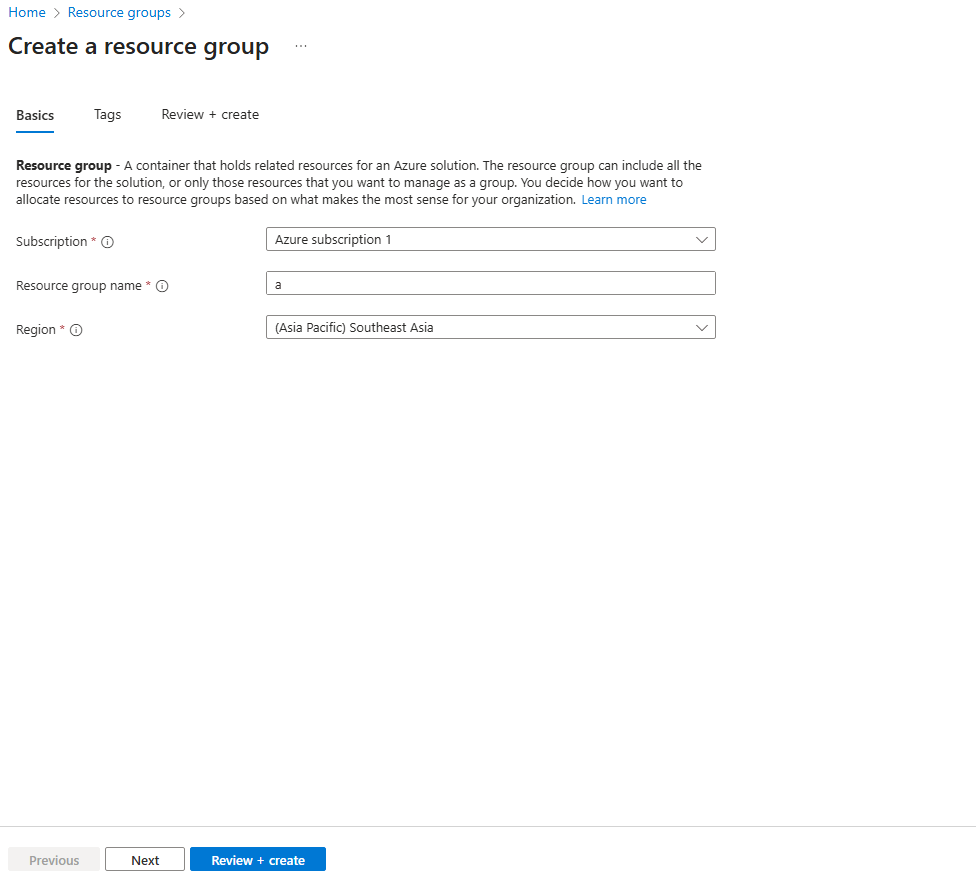 Home > Resource groups >
Create a resource group ...
Basics Tags Review + create
Resource group - A container that holds related resources for an Azure solution. The resource group can include all the
resources for the solution, or only those resources that you want to manage as a group. You decide how you want to
allocate resources to resource groups based on what makes the most sense for your organization. Learn more
Subscription * Azure subscription 1
Resource group name * a
Region * (Asia Pacific) Southeast Asia
Previous Next Review + create